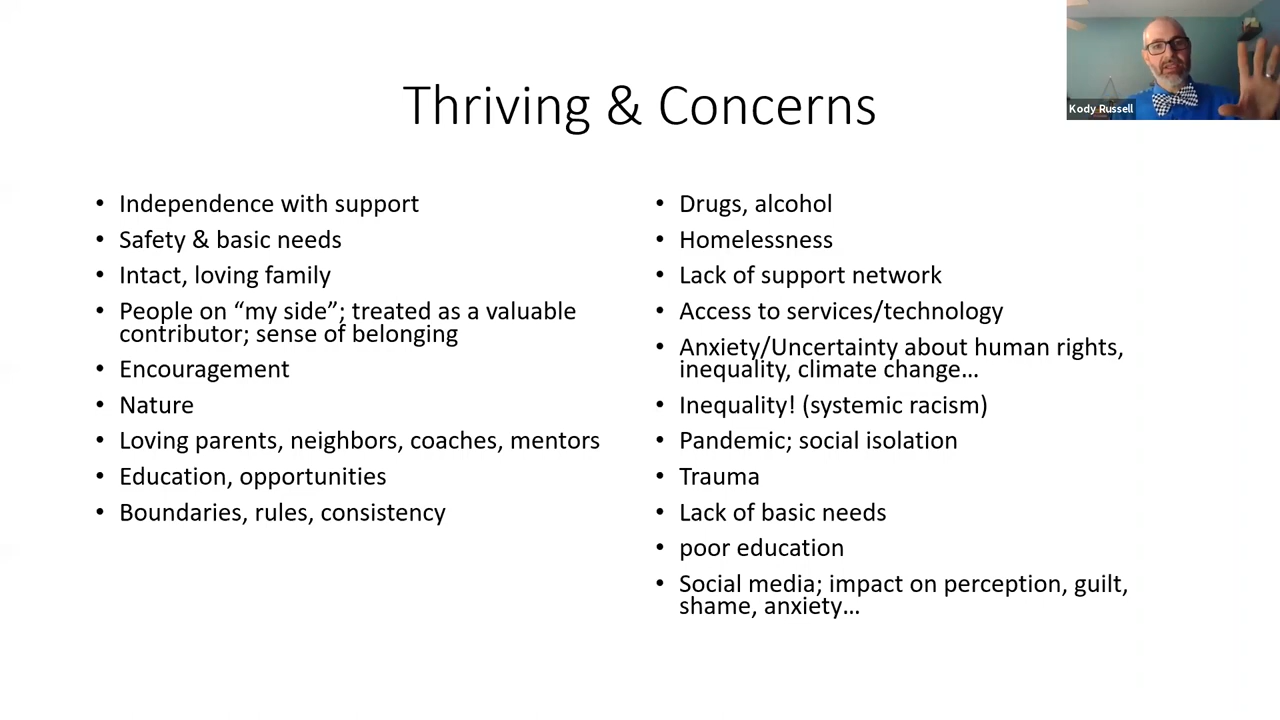 Thriving & Concerns
Kody Russell
• Independence with support
• Safety & basic needs
• Intact, loving family
• People on “my side”; treated as a valuable
contributor; sense of belonging
• Encouragement
• Nature
• Loving parents, neighbors, coaches, mentors
• Education, opportunities
• Boundaries, rules, consistency
• Drugs, alcohol
• Homelessness
• Lack of support network
• Access to services/technology
• Anxiety/Uncertainty about human rights,
inequality, climate change…
• Inequality! (systemic racism)
• Pandemic; social isolation
• Trauma
• Lack of basic needs
• poor education
• Social media; impact on perception, guilt,
shame, anxiety…